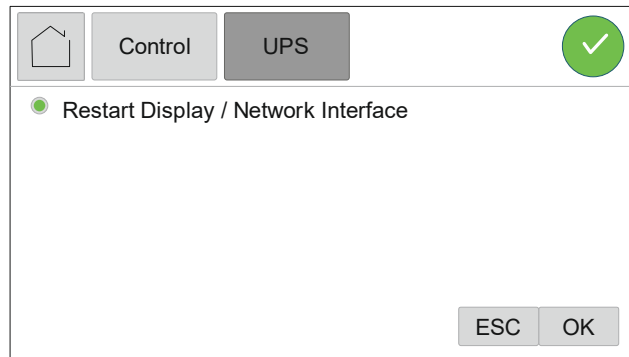 Control UPS
Restart Display / Network Interface
ESC OK